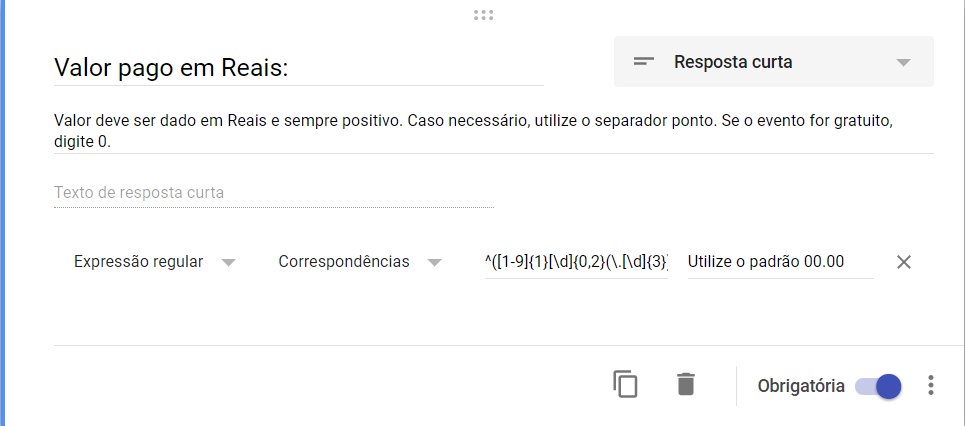 Valor pago em Reais:
Resposta curta
Valor deve ser dado em Reais e sempre positivo. Caso necessário, utilize o separador ponto. Se o evento for gratuito,
digite 0.
Texto de resposta curta
Expressão regular
Correspondências
^([1-9]{1}[\d]{0,2}(\.[\d]{3}
Utilize o padrão 00.00
Obrigatória